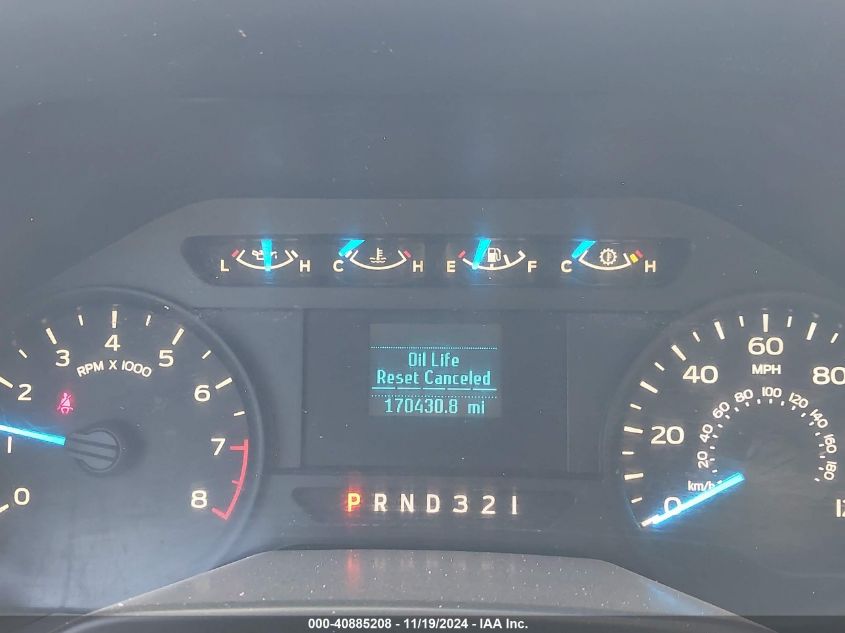 L H C H E F C H
Oil Life
Reset Canceled
170430.8 mi
0 1 2 3 4 5 6 7 8
RPM X 1000
0 20 40 60 80
MPH
km/h
20 40 60 80 100 120 140 160 180
P R N D 3 2 1
000-40885208 - 11/19/2024 - IAA Inc.